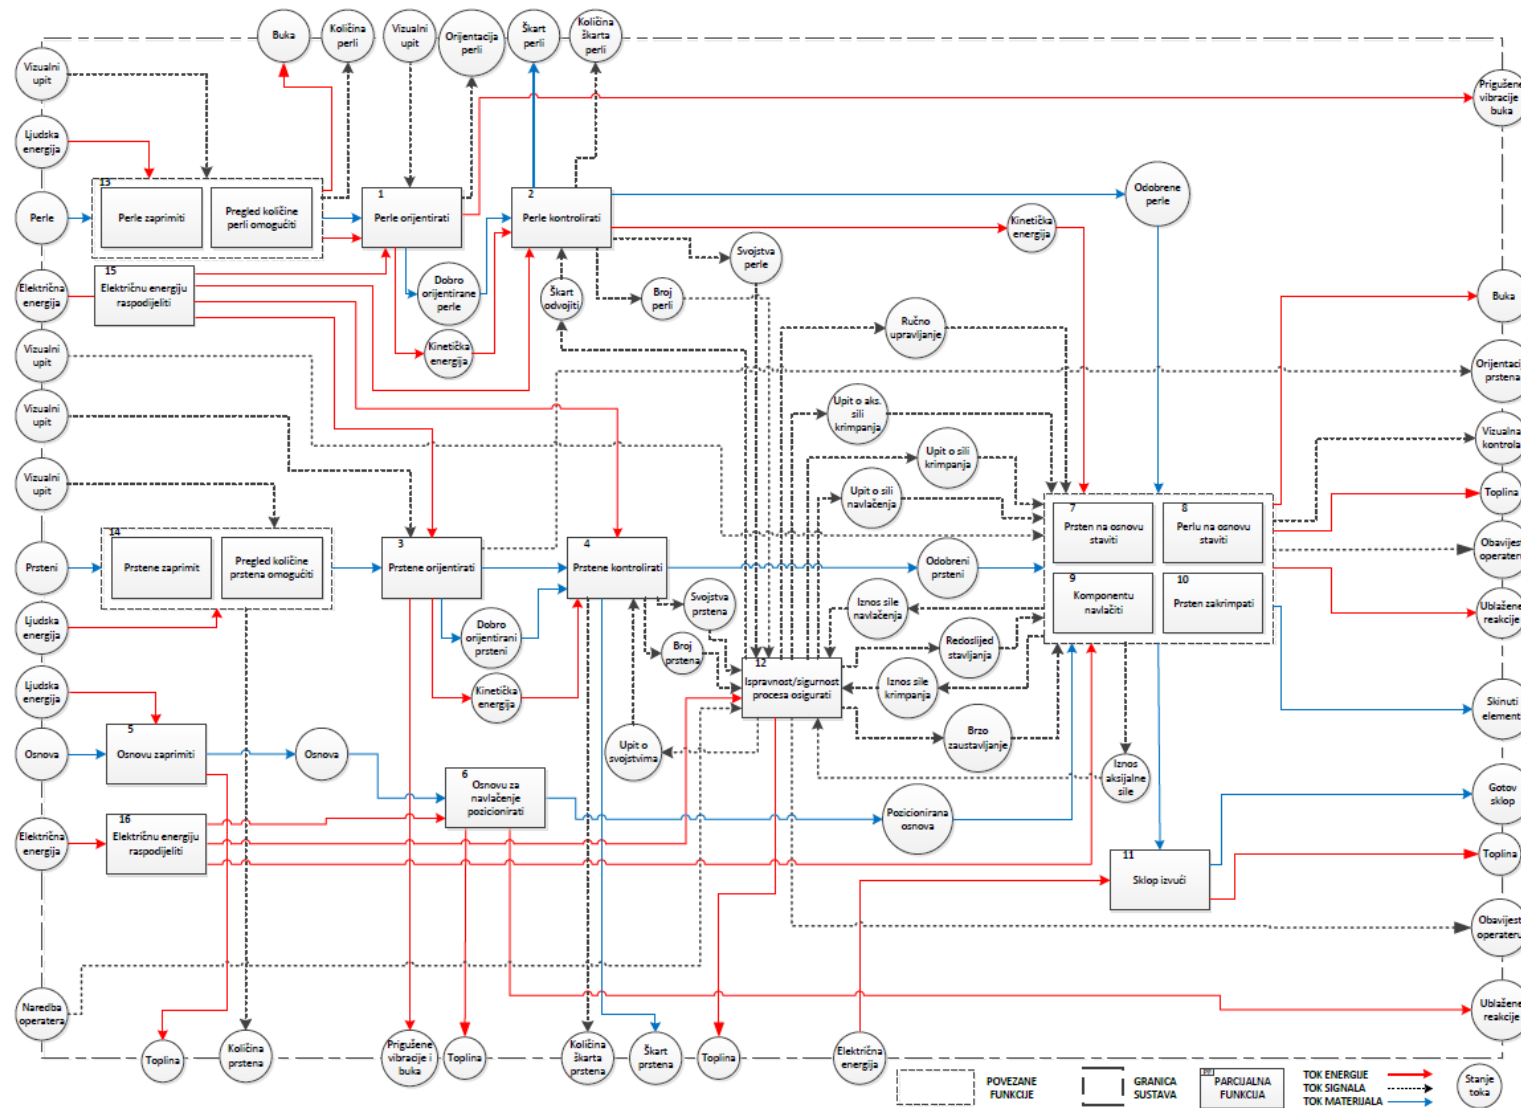 Buka
Količina
perli
Vizualni
upit
Orijentacija
perli
Škart
perli
Količina
škarta
perli
Vizualni
upit
Prigušene
vibracije
buka
Ljudska
energija
13
Perle zaprimiti
Pregled količine
perli omogućiti
1
Perle orijentirati
2
Perle kontrolirati
Odobrene
perle
Perle
Kinetička
energija
Svojstva
perle
Električna
energija
15
Električnu energiju
raspodijeliti
Dobro
orijentirane
perle
Škart
odvojiti
Broj
perli
Buka
Ručno
upravljanje
Vizualni
upit
Kinetička
energija
Orijentacij
prstena
Vizualni
upit
Upit o aks.
sili
krimpanja
Vizualna
kontrola
Upit o sili
krimpanja
Vizualni
upit
Upit o sili
navlačenja
Toplina
7
Prsten na osnovu
staviti
8
Perlu na osnovu
staviti
14
Prstene zaprimit
Pregled količine
prstena omogućiti
3
Prstene orijentirati
4
Prstene kontrolirati
Obavijest
operateru
Prsteni
Odobreni
prsteni
9
Komponentu
navlačiti
10
Prsten zakrimpati
Svojstva
prstena
Iznos sile
navlačenja
Ublažene
reakcije
Ljudska
energija
Dobro
orijentirani
prsteni
Broj
prstena
Redoslijed
stavljanja
12
Ispravnost/sigurnost
procesa osigurati
Iznos sile
krimpanja
Ljudska
energija
Kinetička
energija
Skinuti
element
5
Osnovu zaprimiti
Osnova
Osnova
Upit o
svojstvima
Brzo
zaustavljanje
Iznos
aksijalne
sile
6
Osnovu za
navlačenje
pozicionirati
Gotov
sklop
Pozicionirana
osnova
Električna
energija
16
Električnu energiju
raspodijeliti
11
Sklop izvući
Toplina
Obavijest
operateru
Naredba
operatera
Ublažene
reakcije
Toplina
Količina
prstena
Prigušene
vibracije i
buka
Toplina
Količina
škarta
prstena
Škart
prstena
Toplina
Električna
energija
POVEZANE
FUNKCIJE
GRANICA
SUSTAVA
PARCIJALNA
FUNKCIJA
TOK ENERGIJE
TOK SIGNALA
TOK MATERIJALA
Stanje
toka